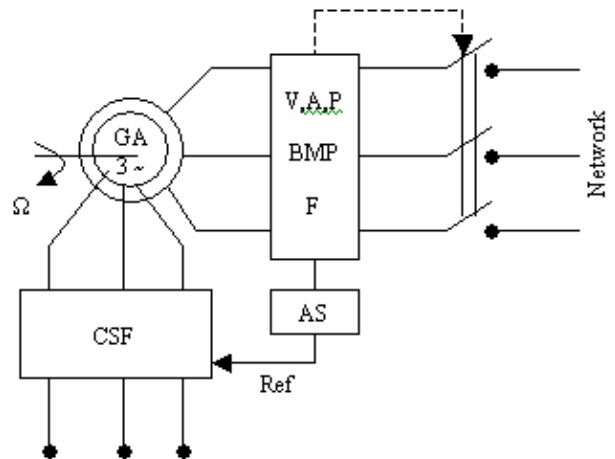 V,A,P
GA
3 ~
BMP
Network
Ω
F
AS
CSF
Ref